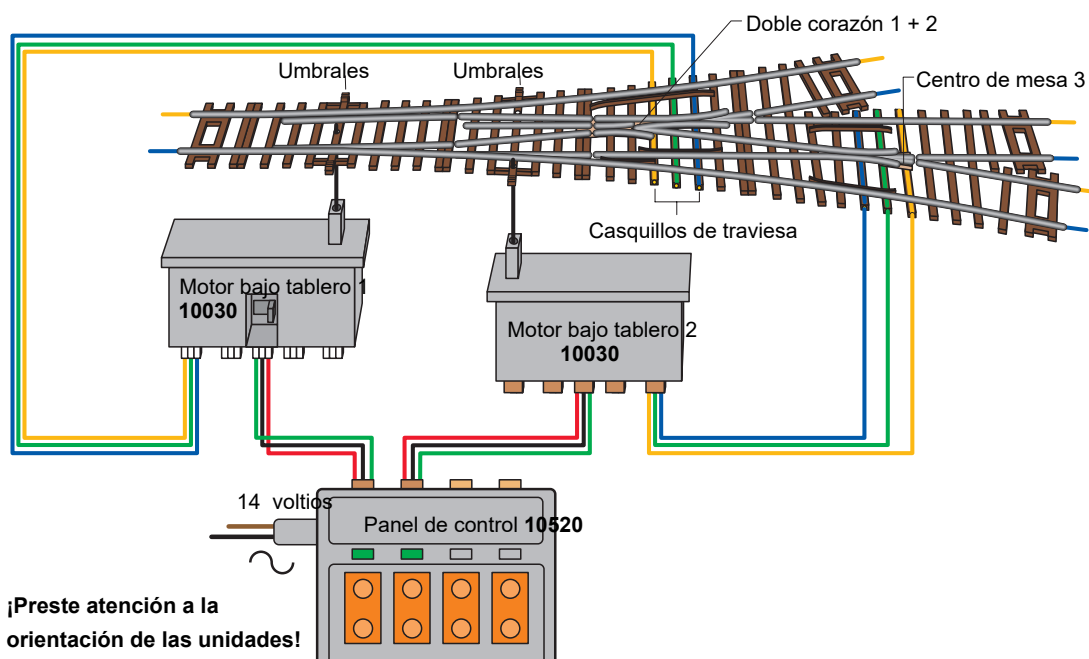 Doble corazón 1 + 2
Umbrales
Umbrales
Centro de mesa 3
Casquillos de traviesa
Motor bajo tablero 1
10030
Motor bajo tablero 2
10030
14 voltios
Panel de control 10520
¡Preste atención a la
orientación de las unidades!